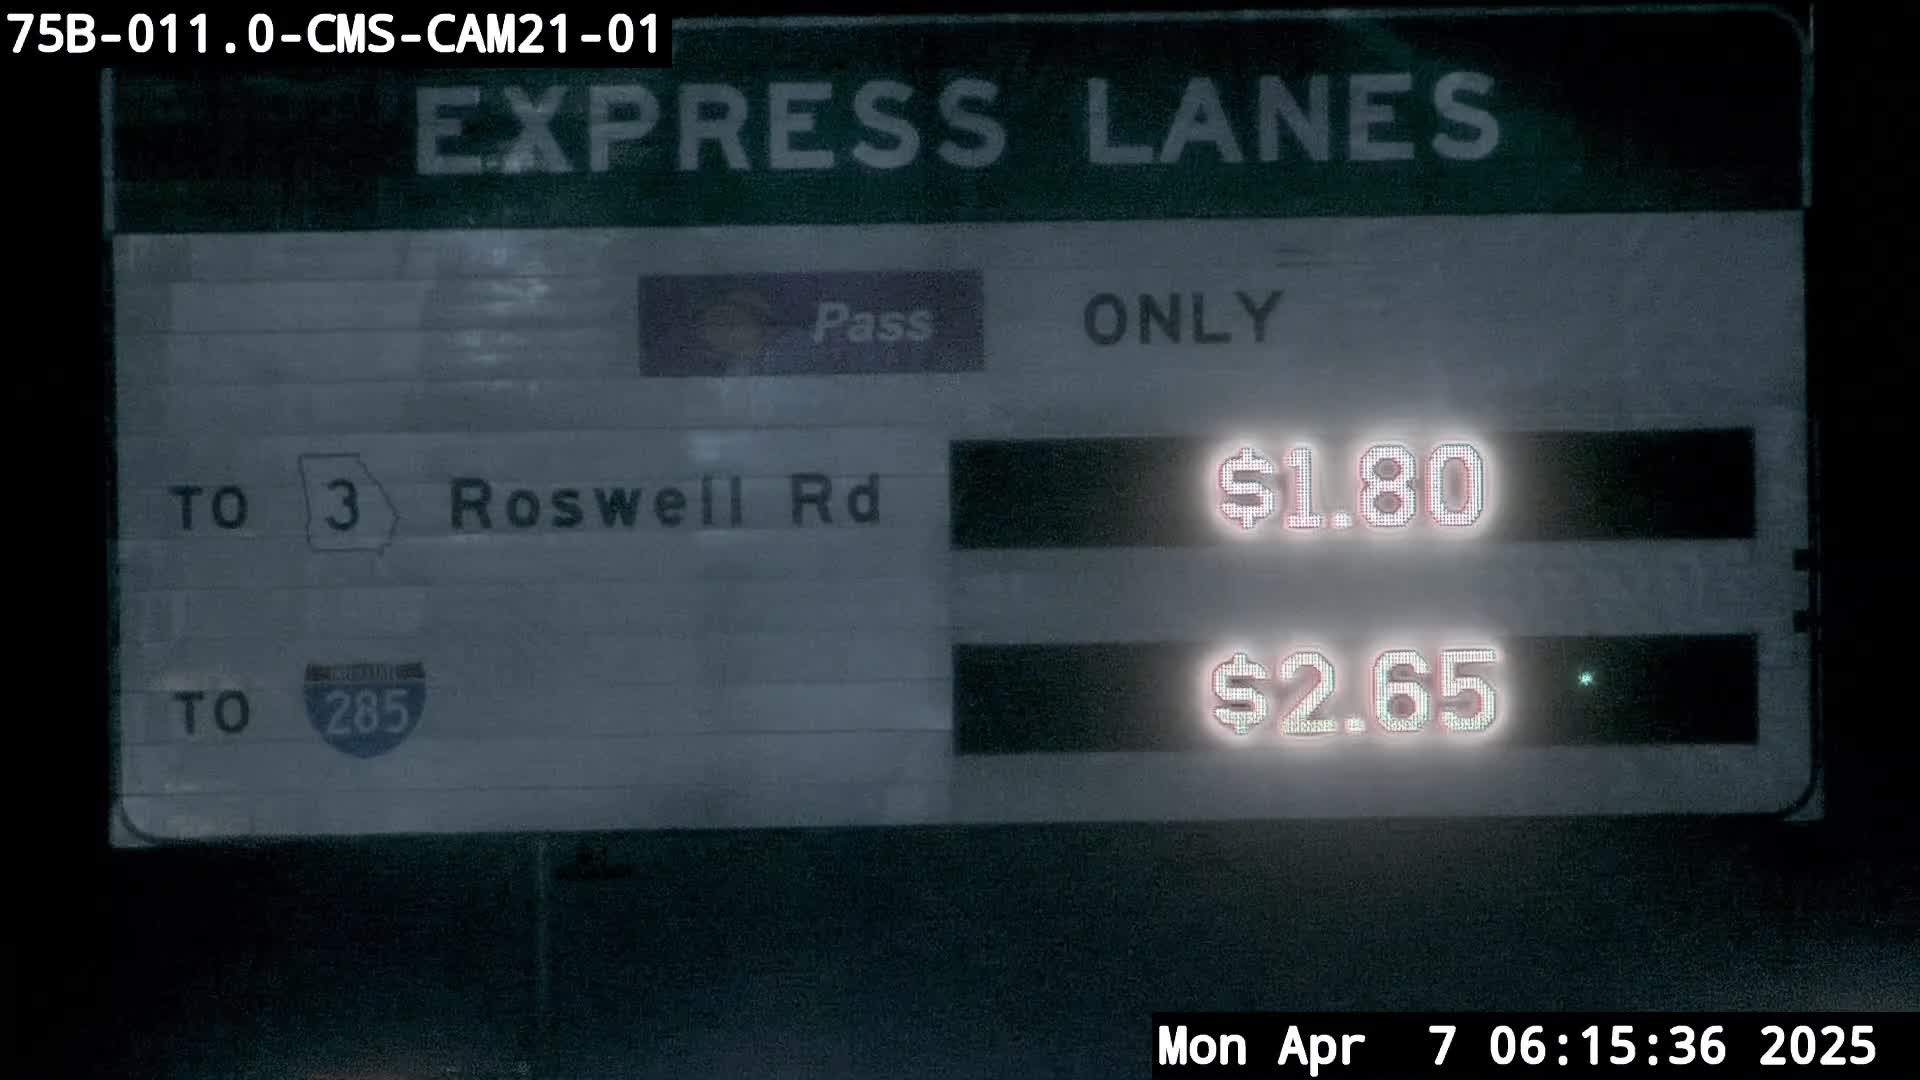 75B-011.0-CMS-CAM21-01
EXPRESS LANES
Pass ONLY
TO 3 Roswell Rd $1.80
TO 285 $2.65
Mon Apr 7 06:15:36 2025